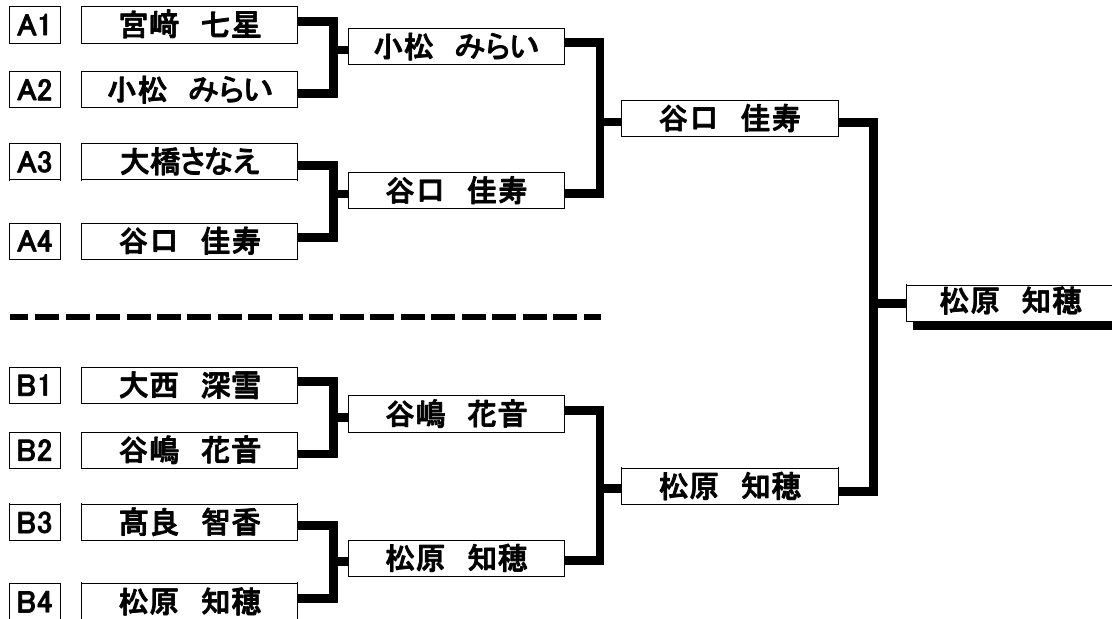 A1 宮﨑 七星
小松 みらい
A2 小松 みらい
谷口 佳寿
A3 大橋さなえ
谷口 佳寿
A4 谷口 佳寿
松原 知穂
B1 大西 深雪
谷嶋 花音
B2 谷嶋 花音
松原 知穂
B3 髙良 智香
松原 知穂
B4 松原 知穂